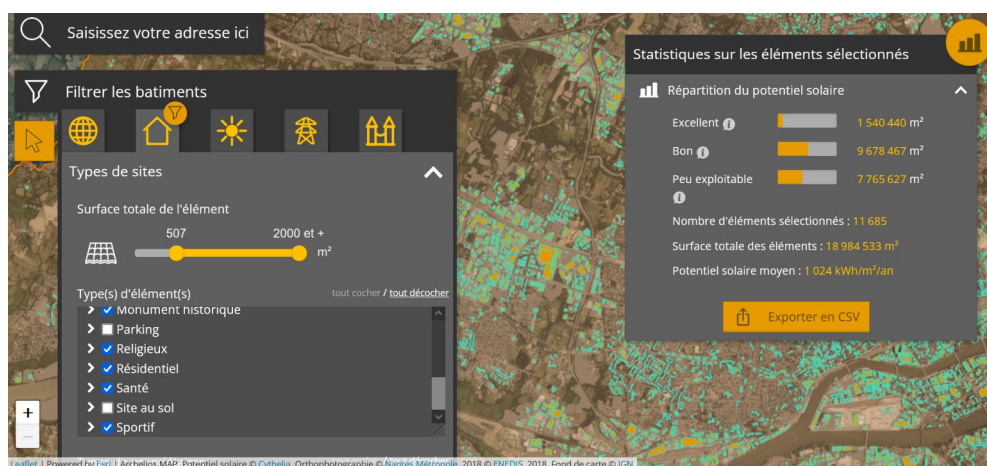 Saisissez votre adresse ici
Filtrer les batiments
Types de sites
Surface totale de l'élément
507
2000 et +
m²
Type(s) d'élément(s)
tout cocher / tout décocher
Monument historique
Parking
Religieux
Résidentiel
Santé
Site au sol
Sportif
+
−
Statistiques sur les éléments sélectionnés
Répartition du potentiel solaire
Excellent i 1 540 440 m²
Bon i 9 678 467 m²
Peu exploitable 7 765 627 m²
i
Nombre d'éléments sélectionnés : 11 685
Surface totale des éléments : 18 984 533 m²
Potentiel solaire moyen : 1 024 kWh/m²/an
Exporter en CSV
Leaflet | Powered by Esri | Archelios MAP, Potentiel solaire © Cythelia, Orthophotographie © Nantes Métropole, 2018 © ENEDIS, 2018, Fond de carte © IGN